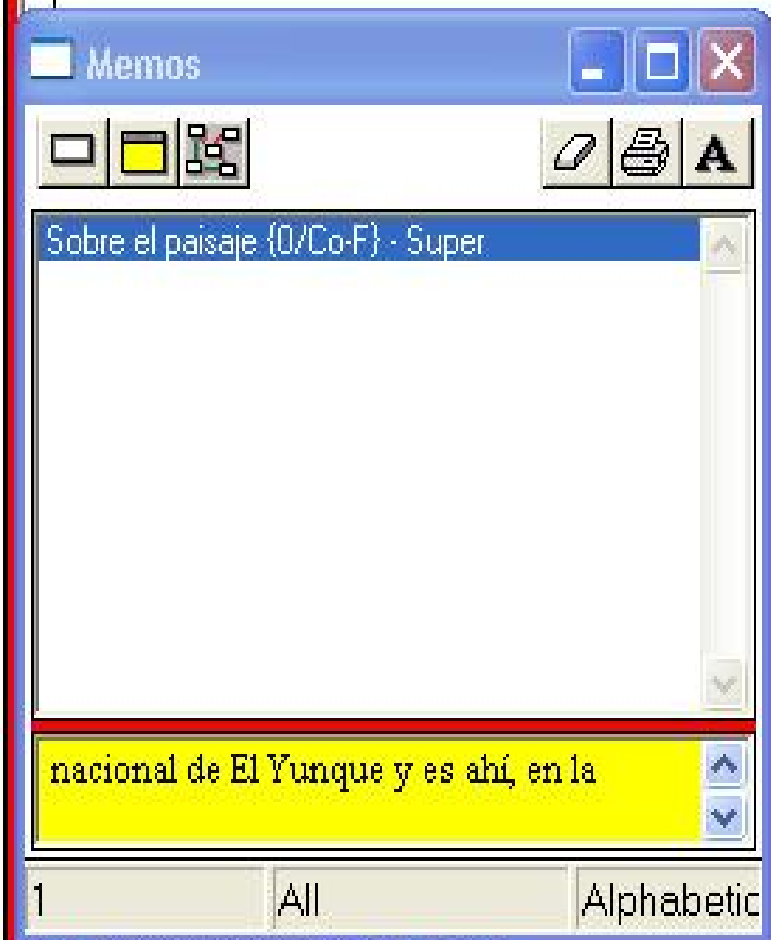 Memos
A
Sobre el paisaje {0/Co-F} - Super
nacional de El Yunque y es ahí, en la
1
All
Alphabetic